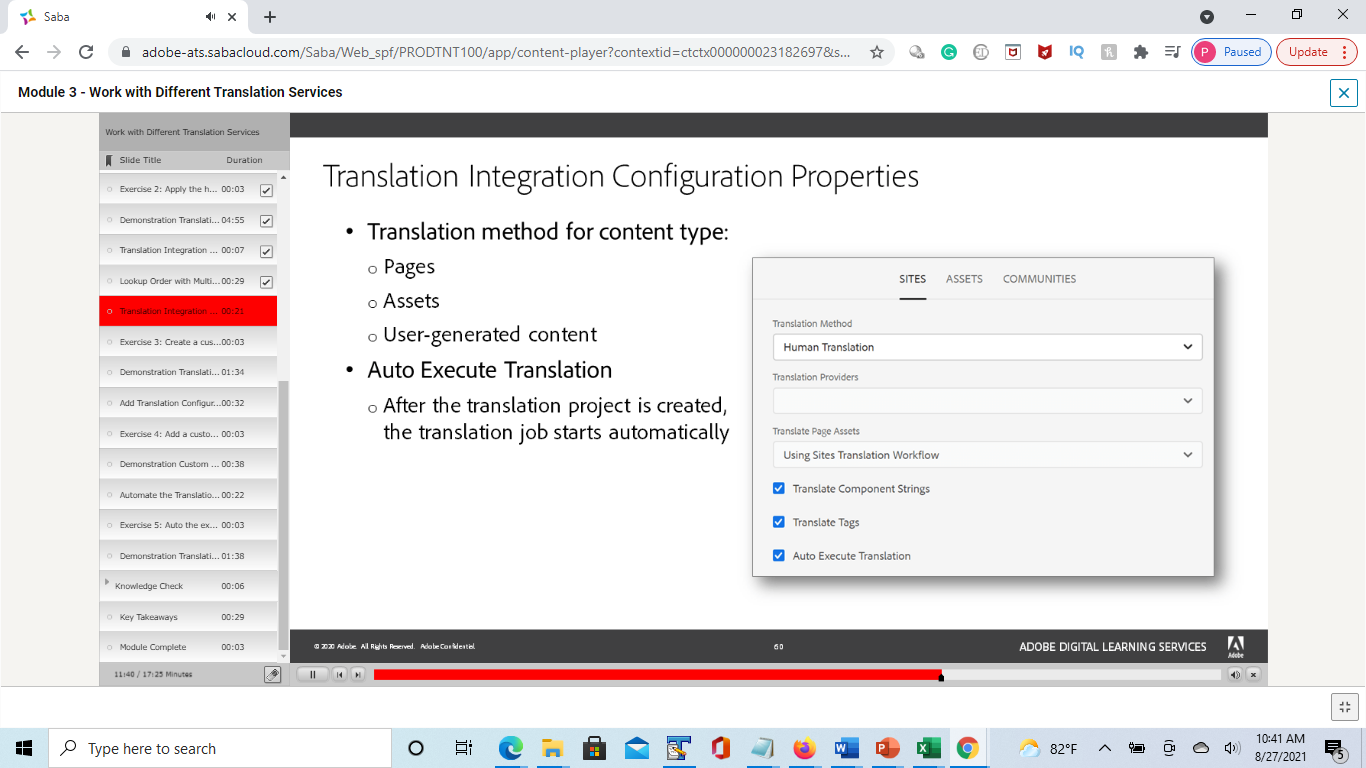 Saba
adobe-ats.sabacloud.com/Saba/Web_spf/PRODTNT100/app/content-player?contextid=ctctx000000023182697&s...
P Paused
Update
Module 3 - Work with Different Translation Services
Work with Different Translation Services
Slide Title Duration
Exercise 2: Apply the h... 00:03
Demonstration Translati... 04:55
Translation Integration ... 00:07
Lookup Order with Multi... 00:29
Translation Integration ... 00:21
Exercise 3: Create a cus... 00:03
Demonstration Translati... 01:34
Add Translation Configur... 00:32
Exercise 4: Add a custo... 00:03
Demonstration Custom ... 00:38
Automate the Translatio... 00:22
Exercise 5: Auto the ex... 00:03
Demonstration Translati... 01:38
Knowledge Check 00:06
Key Takeaways 00:29
Module Complete 00:03
11:40 / 17:25 Minutes
Translation Integration Configuration Properties
• Translation method for content type:
o Pages
o Assets
o User-generated content
• Auto Execute Translation
o After the translation project is created,
the translation job starts automatically
SITES ASSETS COMMUNITIES
Translation Method
Human Translation
Translation Providers
Translate Page Assets
Using Sites Translation Workflow
Translate Component Strings
Translate Tags
Auto Execute Translation
© 2020 Adobe. All Rights Reserved. Adobe Confidential.
60
ADOBE DIGITAL LEARNING SERVICES
Adobe
Type here to search
82°F
10:41 AM
8/27/2021
5